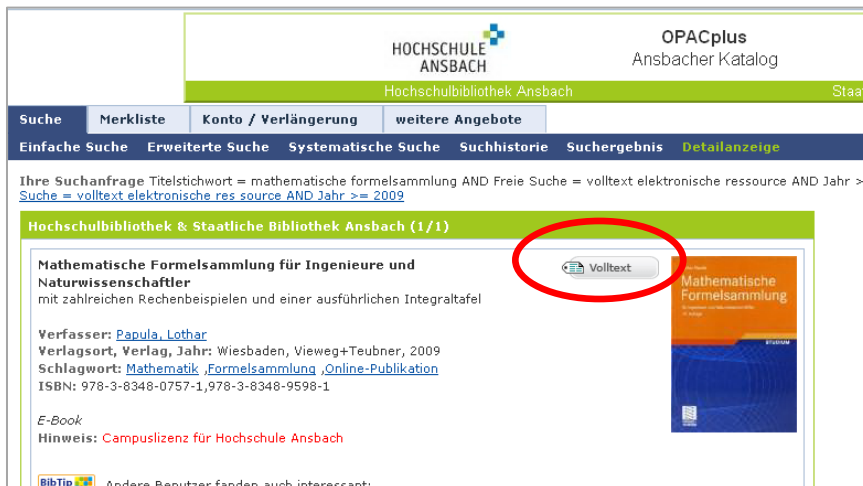 HOCHSCHULE
ANSBACH
OPACplus
Ansbacher Katalog
Hochschulbibliothek Ansbach Staa
Suche Merkliste Konto / Verlängerung weitere Angebote
Einfache Suche Erweiterte Suche Systematische Suche Suchhistorie Suchergebnis Detailanzeige
Ihre Suchanfrage Titelstichwort = mathematische formelsammlung AND Freie Suche = volltext elektronische ressource AND Jahr >
Suche = volltext elektronische res source AND Jahr >= 2009
Hochschulbibliothek & Staatliche Bibliothek Ansbach (1/1)
Mathematische Formelsammlung für Ingenieure und
Naturwissenschaftler
mit zahlreichen Rechenbeispielen und einer ausführlichen Integraltafel
Volltext
Mathematische
Formelsammlung
STUDIUM
Verfasser: Papula, Lothar
Verlagsort, Verlag, Jahr: Wiesbaden, Vieweg+Teubner, 2009
Schlagwort: Mathematik ,Formelsammlung ,Online-Publikation
ISBN: 978-3-8348-0757-1,978-3-8348-9598-1
E-Book
Hinweis: Campuslizenz für Hochschule Ansbach
BibTip Andere Benutzer fanden auch interessant: